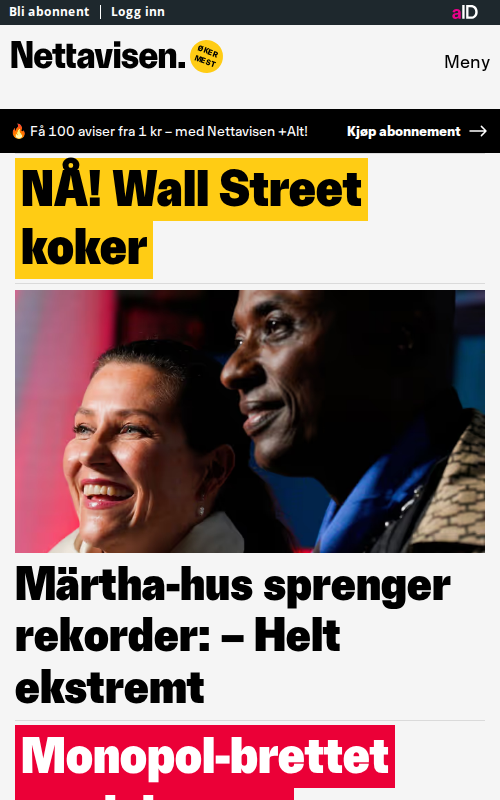 Bli abonnent
Logg inn
aID
Nettavisen.
ØKER
MEST
Meny
🔥 Få 100 aviser fra 1 kr – med Nettavisen +Alt!
Kjøp abonnement →
NÅ! Wall Street
koker
Märtha-hus sprenger
rekorder: – Helt
ekstremt
Monopol-brettet